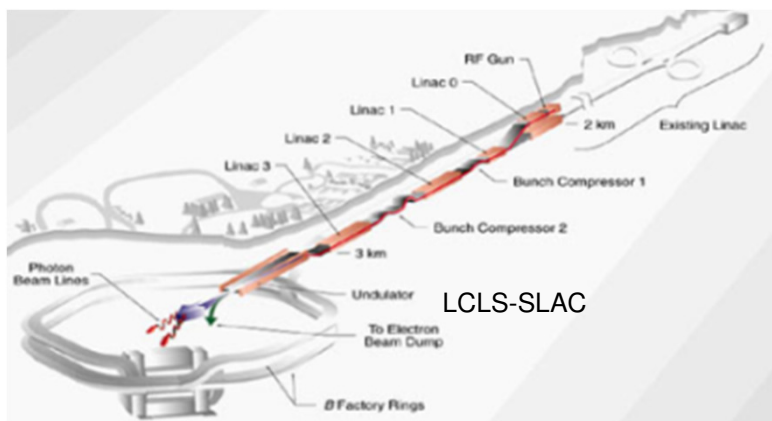 RF Gun
Linac 0
Linac 1
2 km
Existing Linac
Linac 2
Linac 3
Bunch Compressor 1
Bunch Compressor 2
3 km
Photon
Beam Lines
Undulator
LCLS-SLAC
To Electron
Beam Dump
B Factory Rings